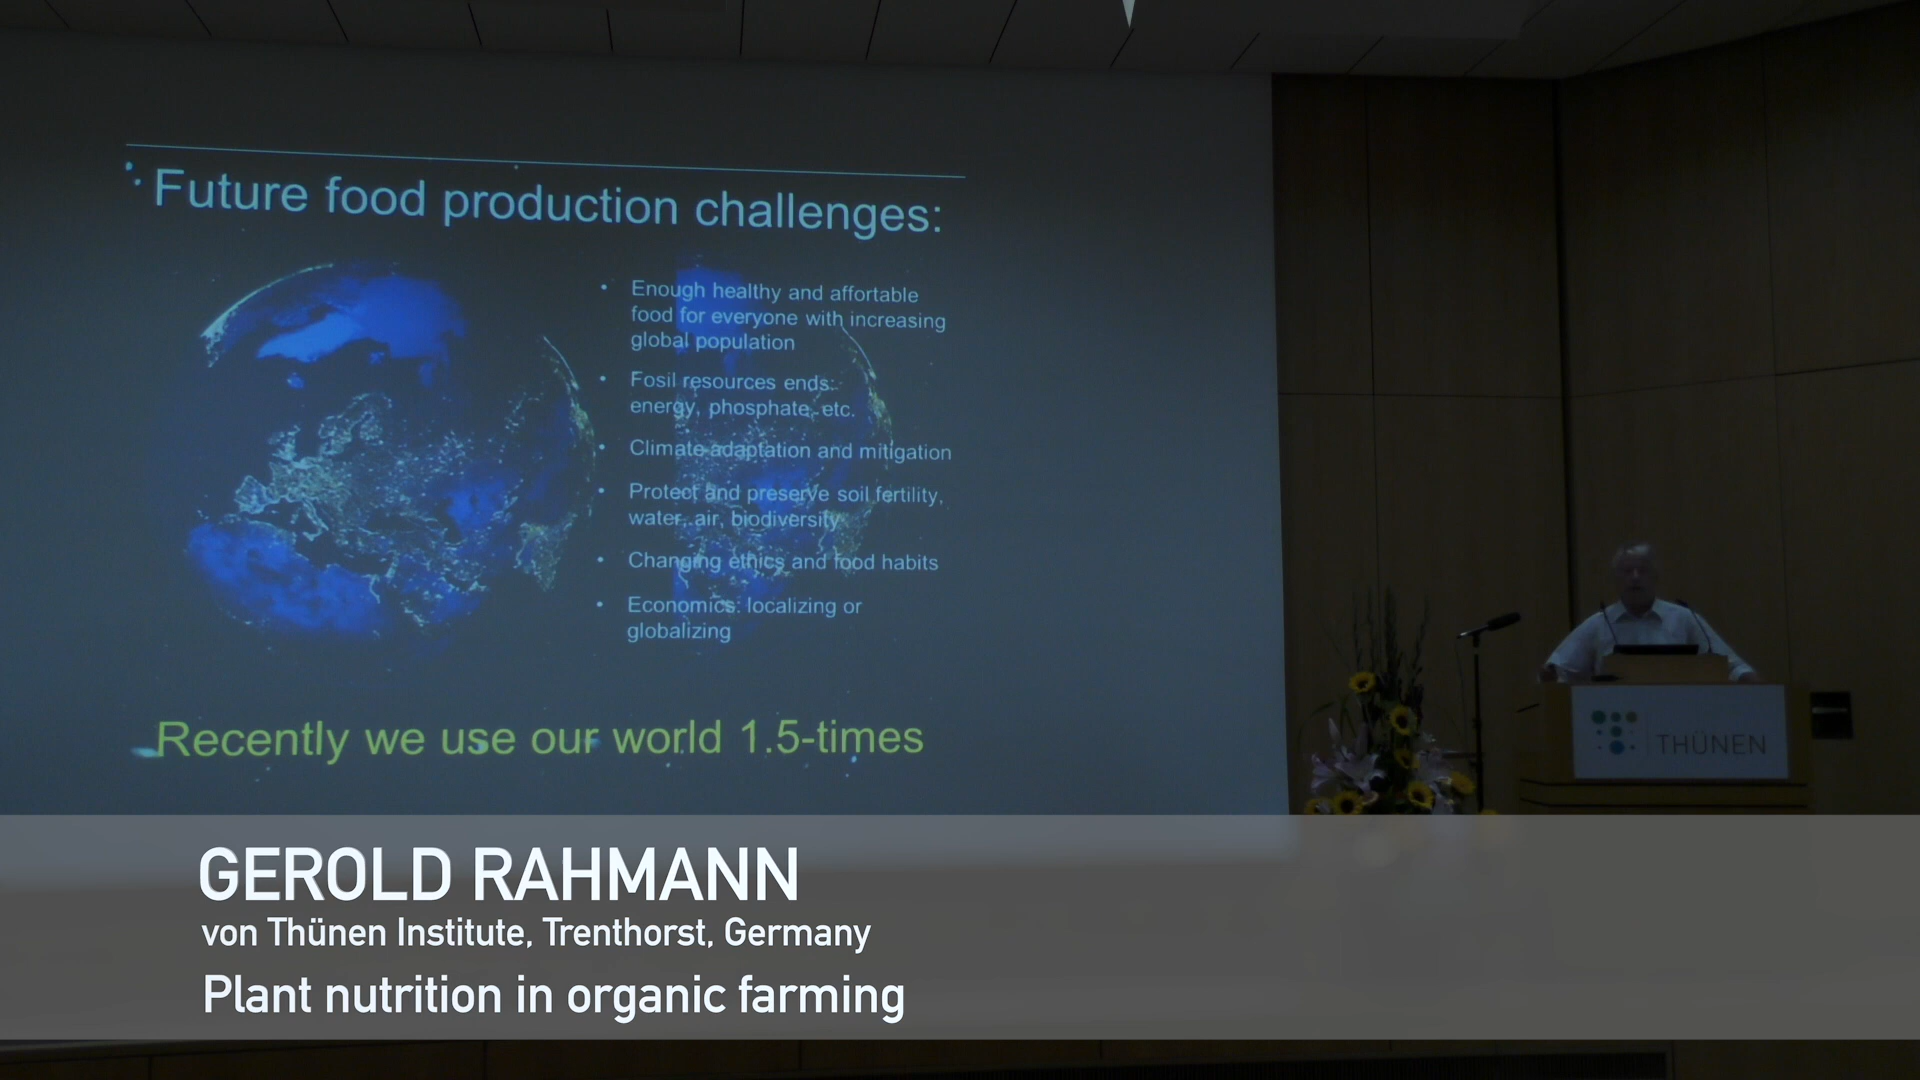 Future food production challenges:
• Enough healthy and affortable
food for everyone with increasing
global population
• Fosil resources ends:
energy, phosphate, etc.
• Climate adaptation and mitigation
• Protect and preserve soil fertility,
water, air, biodiversity
• Changing ethics and food habits
• Economics: localizing or
globalizing
Recently we use our world 1.5-times
THÜNEN
GEROLD RAHMANN
von Thünen Institute, Trenthorst, Germany
Plant nutrition in organic farming